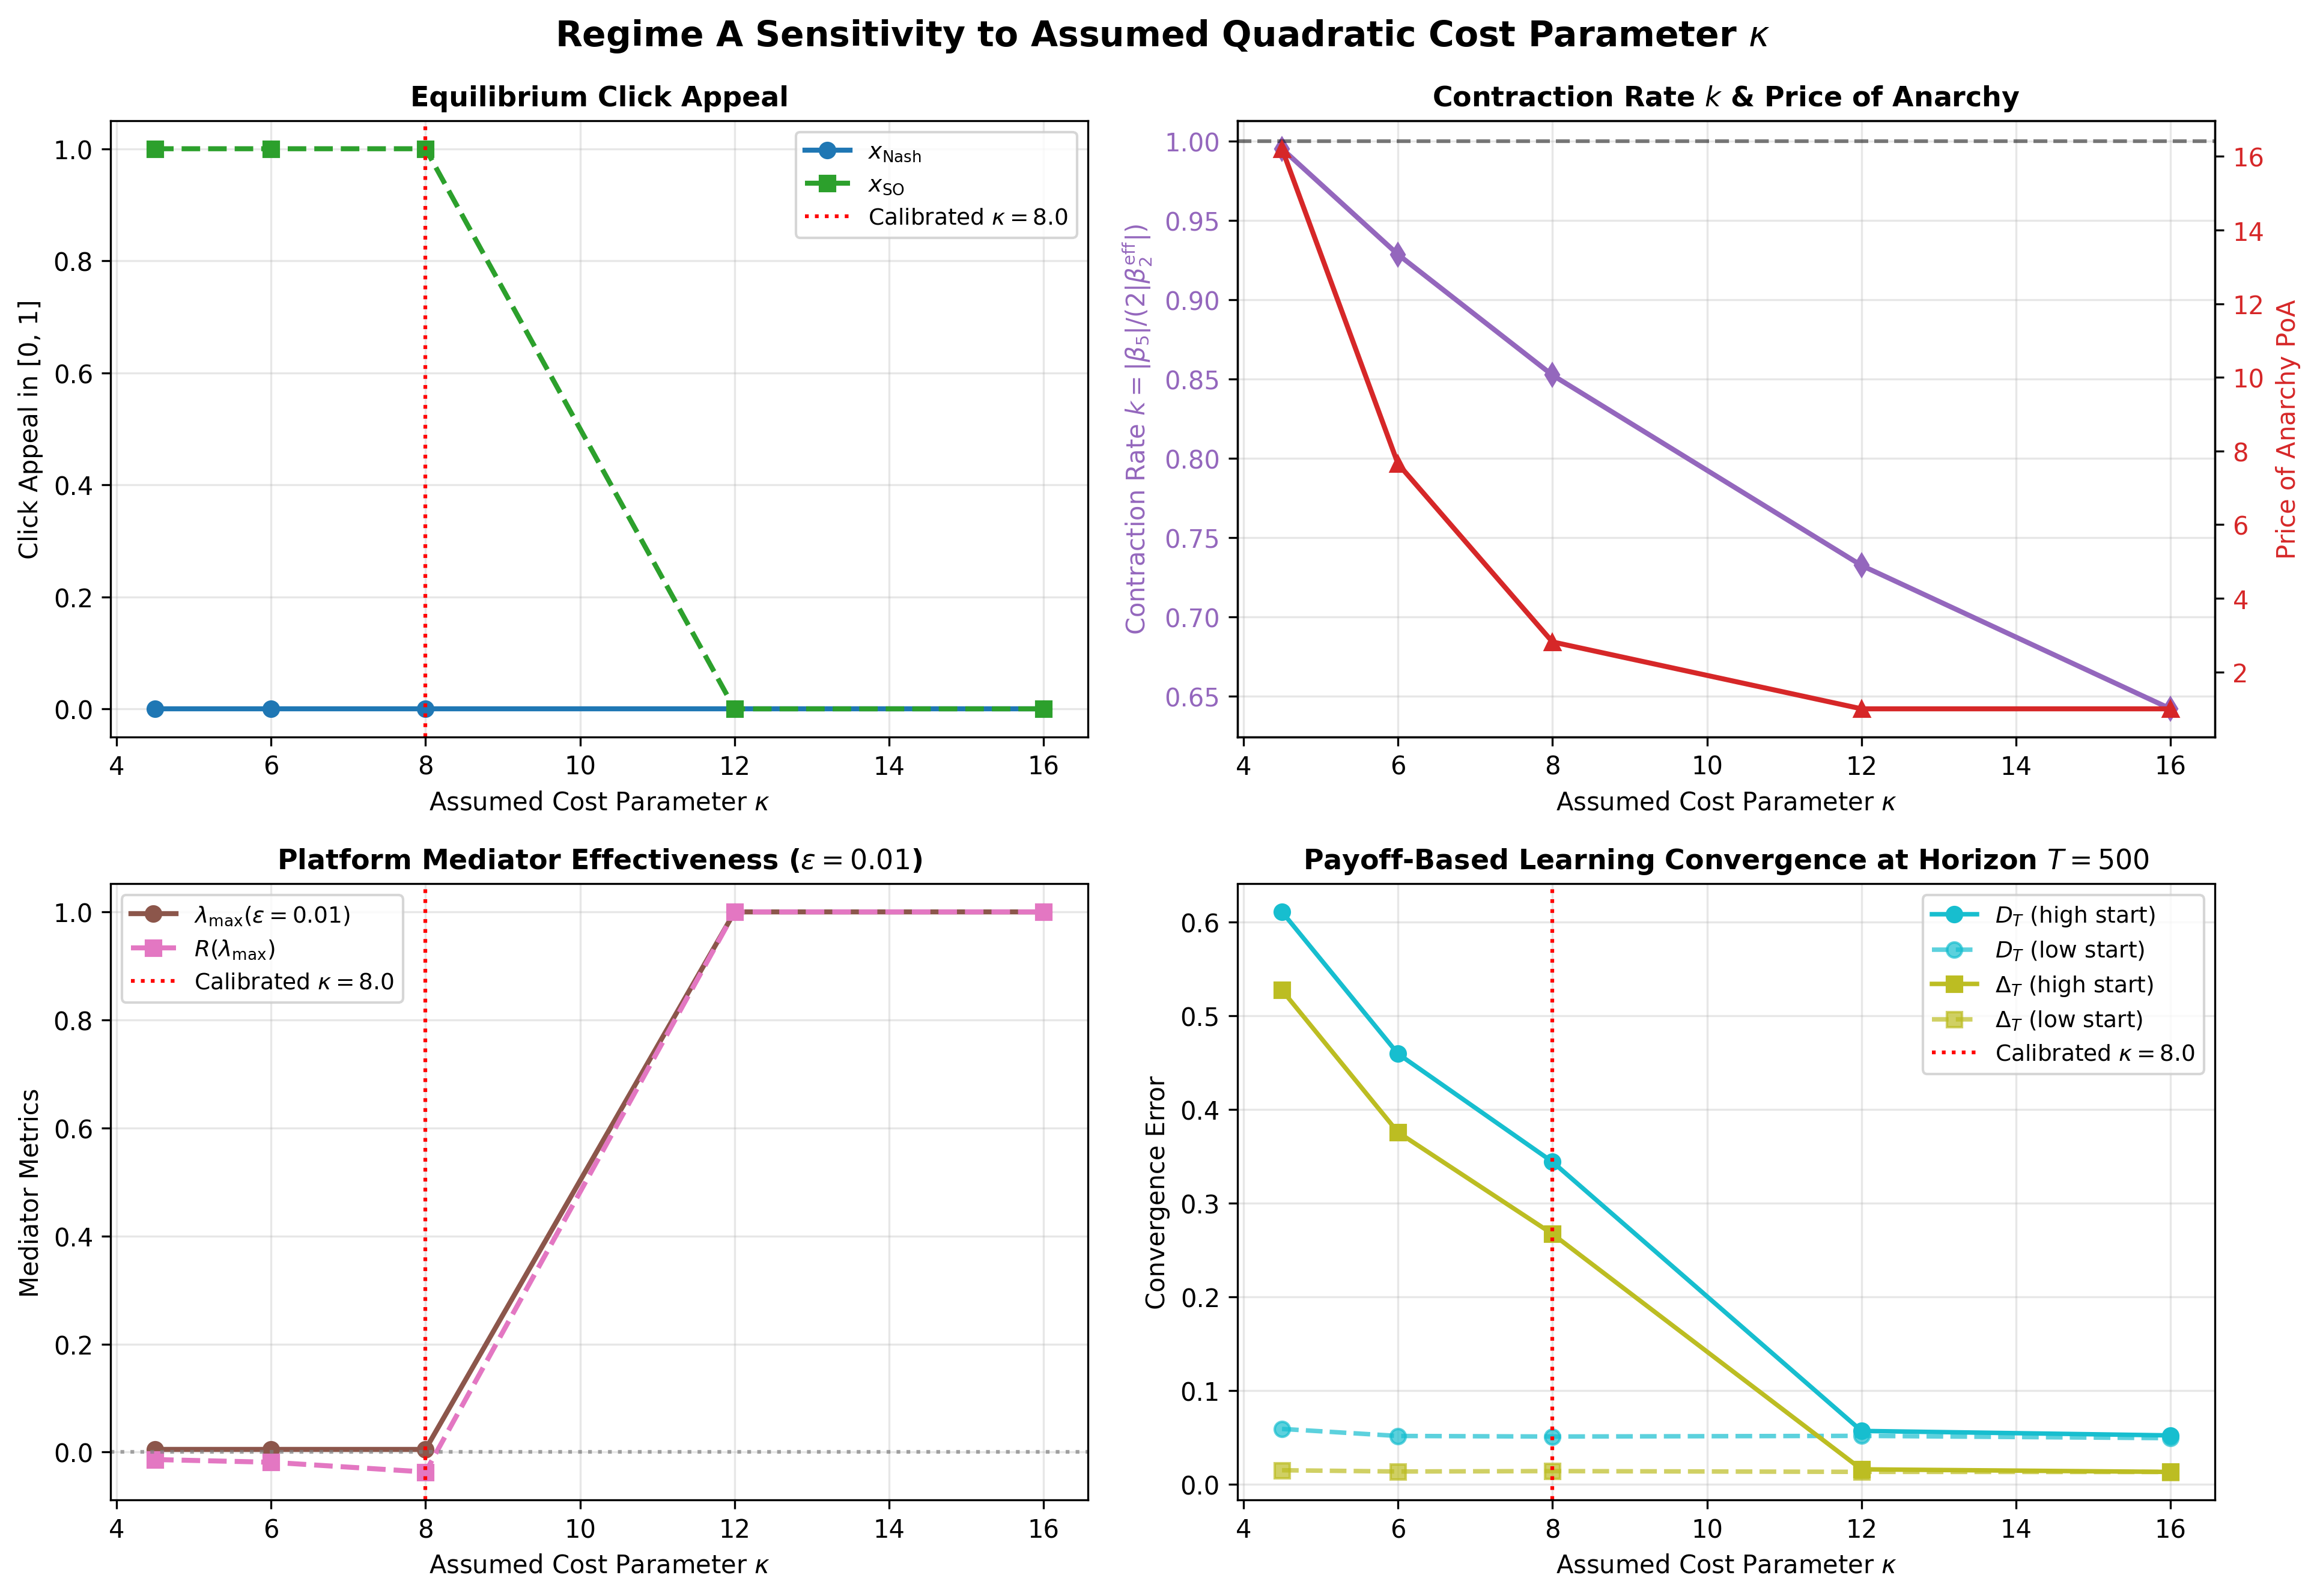 Regime A Sensitivity to Assumed Quadratic Cost Parameter κ
Equilibrium Click Appeal
Click Appeal in [0, 1]
1.0
0.8
0.6
0.4
0.2
0.0
x_Nash
x_SO
Calibrated κ = 8.0
4 6 8 10 12 14 16
Assumed Cost Parameter κ
Contraction Rate k & Price of Anarchy
Contraction Rate k = |β₅|/(2|β₂^eff|)
1.00
0.95
0.90
0.85
0.80
0.75
0.70
0.65
16
14
12
10
8
6
4
2
Price of Anarchy PoA
4 6 8 10 12 14 16
Assumed Cost Parameter κ
Platform Mediator Effectiveness (ε = 0.01)
Mediator Metrics
1.0
0.8
0.6
0.4
0.2
0.0
λ_max(ε = 0.01)
R(λ_max)
Calibrated κ = 8.0
4 6 8 10 12 14 16
Assumed Cost Parameter κ
Payoff-Based Learning Convergence at Horizon T = 500
Convergence Error
0.6
0.5
0.4
0.3
0.2
0.1
0.0
D_T (high start)
D_T (low start)
Δ_T (high start)
Δ_T (low start)
Calibrated κ = 8.0
4 6 8 10 12 14 16
Assumed Cost Parameter κ